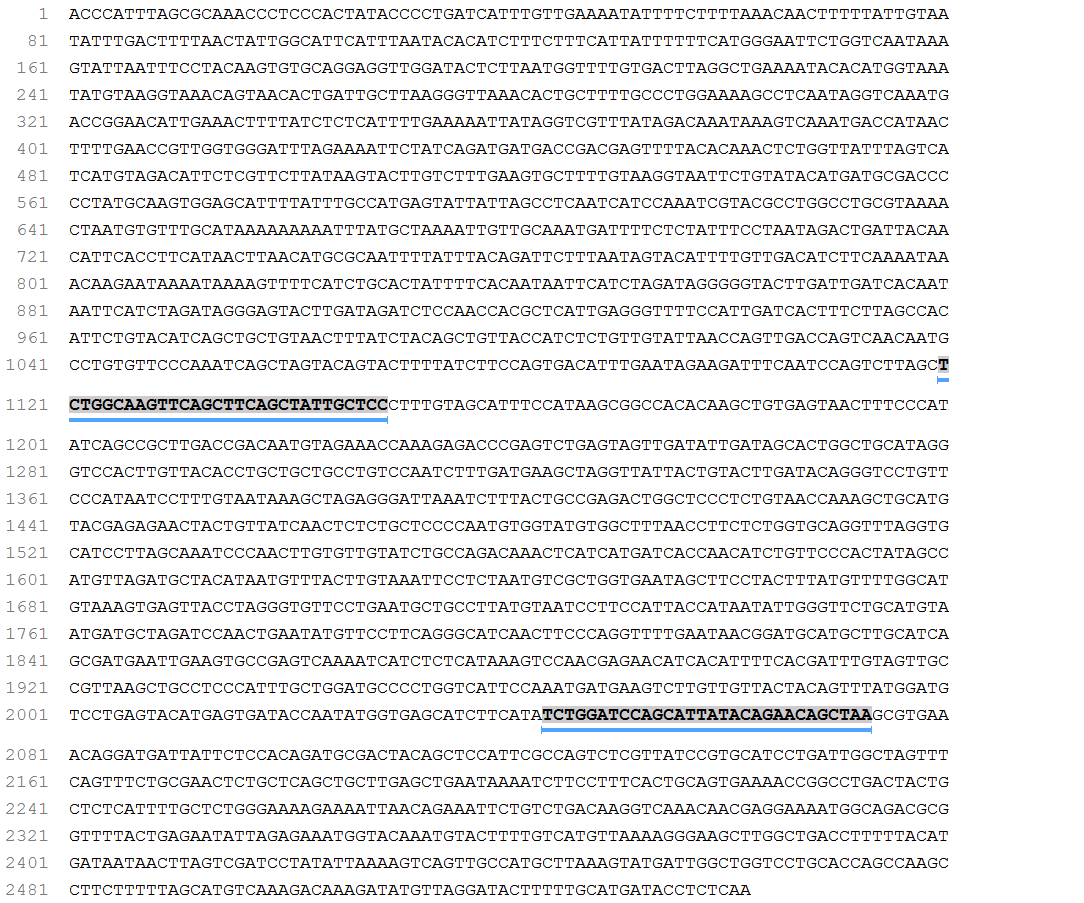 1 ACCCATTTAGCGCAAACCCTCCCACTATACCCCTGATCATTTGTTGAAAATATTTTCTTTTAAACAACTTTTTATTGTAA
81 TATTTGACTTTTAACTATTGGCATTCATTTAATACACATCTTTCTTTCATTATTTTTTCATGGGAATTCTGGTCAATAAA
161 GTATTAATTTCCTACAAGTGTGCAGGAGGTTGGATACTCTTAATGGTTTTGTGACTTAGGCTGAAAATACACATGGTAAA
241 TATGTAAGGTAAACAGTAACACTGATTGCTTAAGGGTTAAACACTGCTTTTGCCCTGGAAAAGCCTCAATAGGTCAAATG
321 ACCGGAACATTGAAACTTTTATCTCTCATTTTGAAAAATTATAGGTCGTTTATAGACAAATAAAGTCAAATGACCATAAC
401 TTTTGAACCGTTGGTGGGATTTAGAAAATTCTATCAGATGATGACCGACGAGTTTTACACAAACTCTGGTTATTTAGTCA
481 TCATGTAGACATTCTCGTTCTTATAAGTACTTGTCTTTGAAGTGCTTTTGTAAGGTAATTCTGTATACATGATGCGACCC
561 CCTATGCAAGTGGAGCATTTTATTTGCCATGAGTATTATTAGCCTCAATCATCCAAATCGTACGCCTGGCCTGCGTAAAA
641 CTAATGTGTTTGCATAAAAAAAAATTTATGCTAAAATTGTTGCAAATGATTTTCTCTATTTCCTAATAGACTGATTACAA
721 CATTCACCTTCATAACTTAACATGCGCAATTTTATTTACAGATTCTTTAATAGTACATTTTGTTGACATCTTCAAAATAA
801 ACAAGAATAAAATAAAAGTTTTCATCTGCACTATTTTCACAATAATTCATCTAGATAGGGGGTACTTGATTGATCACAAT
881 AATTCATCTAGATAGGGAGTACTTGATAGATCTCCAACCACGCTCATTGAGGGTTTTCCATTGATCACTTTCTTAGCCAC
961 ATTCTGTACATCAGCTGCTGTAACTTTATCTACAGCTGTTACCATCTCTGTTGTATTAACCAGTTGACCAGTCAACAATG
1041 CCTGTGTTCCCAAATCAGCTAGTACAGTACTTTTATCTTCCAGTGACATTTGAATAGAAGATTTCAATCCAGTCTTAGCT
1121 CTGGCAAGTTCAGCTTCAGCTATTGCTCCCTTTGTAGCATTTCCATAAGCGGCCACACAAGCTGTGAGTAACTTTCCCAT
1201 ATCAGCCGCTTGACCGACAATGTAGAAACCAAAGAGACCCGAGTCTGAGTAGTTGATATTGATAGCACTGGCTGCATAGG
1281 GTCCACTTGTTACACCTGCTGCTGCCTGTCCAATCTTTGATGAAGCTAGGTTATTACTGTACTTGATACAGGGTCCTGTT
1361 CCCATAATCCTTTGTAATAAAGCTAGAGGGATTAAATCTTTACTGCCGAGACTGGCTCCCTCTGTAACCAAAGCTGCATG
1441 TACGAGAGAACTACTGTTATCAACTCTCTGCTCCCCAATGTGGTATGTGGCTTTAACCTTCTCTGGTGCAGGTTTAGGTG
1521 CATCCTTAGCAAATCCCAACTTGTGTTGTATCTGCCAGACAAACTCATCATGATCACCAACATCTGTTCCCACTATAGCC
1601 ATGTTAGATGCTACATAATGTTTACTTGTAAATTCCTCTAATGTCGCTGGTGAATAGCTTCCTACTTTATGTTTTGGCAT
1681 GTAAAGTGAGTTACCTAGGGTGTTCCTGAATGCTGCCTTATGTAATCCTTCCATTACCATAATATTGGGTTCTGCATGTA
1761 ATGATGCTAGATCCAACTGAATATGTTCCTTCAGGGCATCAACTTCCCAGGTTTTGAATAACGGATGCATGCTTGCATCA
1841 GCGATGAATTGAAGTGCCGAGTCAAAATCATCTCTCATAAAGTCCAACGAGAACATCACATTTTCACGATTTGTAGTTGC
1921 CGTTAAGCTGCCTCCCATTTGCTGGATGCCCCTGGTCATTCCAAATGATGAAGTCTTGTTGTTACTACAGTTTATGGATG
2001 TCCTGAGTACATGAGTGATACCAATATGGTGAGCATCTTCATATCTGGATCCAGCATTATACAGAACAGCTAAGCGTGAA
2081 ACAGGATGATTATTCTCCACAGATGCGACTACAGCTCCATTCGCCAGTCTCGTTATCCGTGCATCCTGATTGGCTAGTTT
2161 CAGTTTCTGCGAACTCTGCTCAGCTGCTTGAGCTGAATAAAATCTTCCTTTCACTGCAGTGAAAACCGGCCTGACTACTG
2241 CTCTCATTTTGCTCTGGGAAAAGAAAATTAACAGAAATTCTGTCTGACAAGGTCAAACAACGAGGAAAATGGCAGACGCG
2321 GTTTTACTGAGAATATTAGAGAAATGGTACAAATGTACTTTTGTCATGTTAAAAGGGAAGCTTGGCTGACCTTTTTACAT
2401 GATAATAACTTAGTCGATCCTATATTAAAAGTCAGTTGCCATGCTTAAAGTATGATTGGCTGGTCCTGCACCAGCCAAGC
2481 CTTCTTTTTAGCATGTCAAAGACAAAGATATGTTAGGATACTTTTTGCATGATACCTCTCAA